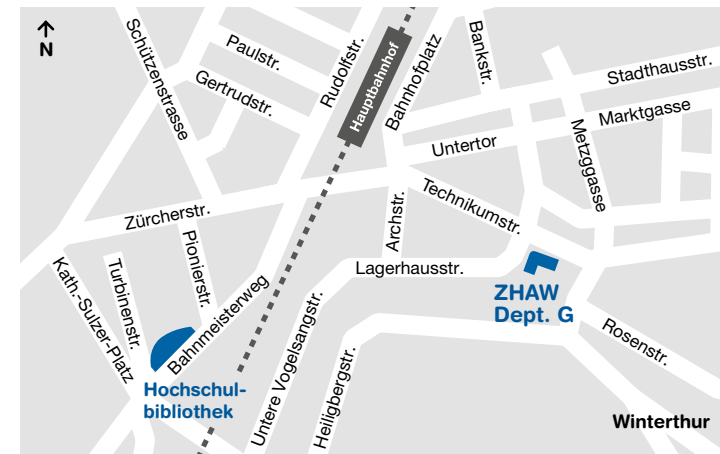 N
Schützenstrasse
Paulstr.
Gertrudstr.
Rudolfstr.
Hauptbahnhof
Bahnhofplatz
Bankstr.
Stadthausstr.
Marktgasse
Untertor
Metzggasse
Technikumstr.
Zürcherstr.
Pionierstr.
Archstr.
Lagerhausstr.
Kath.-Sulzer-Platz
Turbinenstr.
Bahnmeisterweg
ZHAW
Dept. G
Rosenstr.
Untere Vogelsangstr.
Heiligbergstr.
Hochschul-
bibliothek
Winterthur